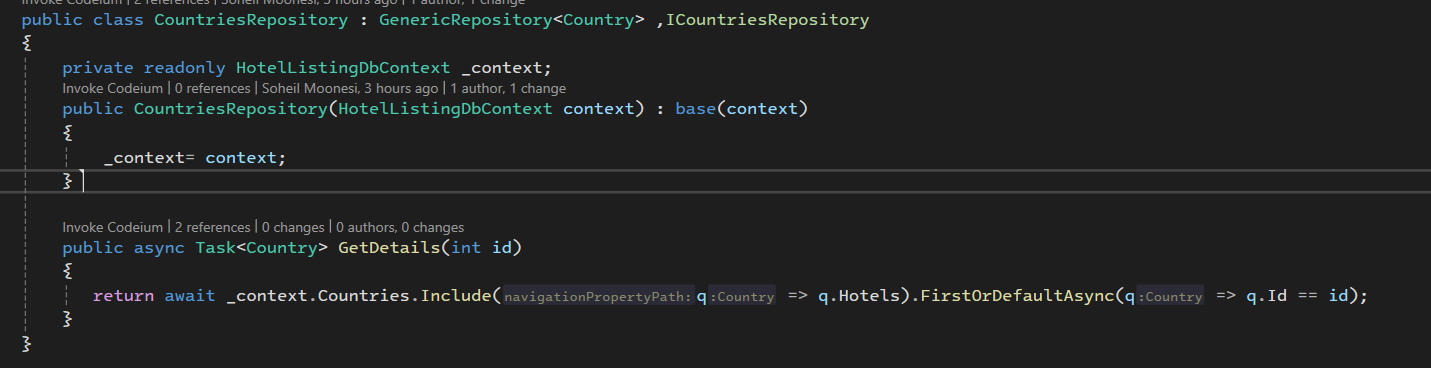 Invoke Codeium | 2 references | Soheil Moonesi, 3 hours ago | 1 author, 1 change
public class CountriesRepository : GenericRepository<Country> ,ICountriesRepository
{
private readonly HotelListingDbContext _context;
Invoke Codeium | 0 references | Soheil Moonesi, 3 hours ago | 1 author, 1 change
public CountriesRepository(HotelListingDbContext context) : base(context)
{
_context= context;
}
Invoke Codeium | 2 references | 0 changes | 0 authors, 0 changes
public async Task<Country> GetDetails(int id)
{
return await _context.Countries.Include(navigationPropertyPath:q:Country => q.Hotels).FirstOrDefaultAsync(q:Country => q.Id == id);
}
}